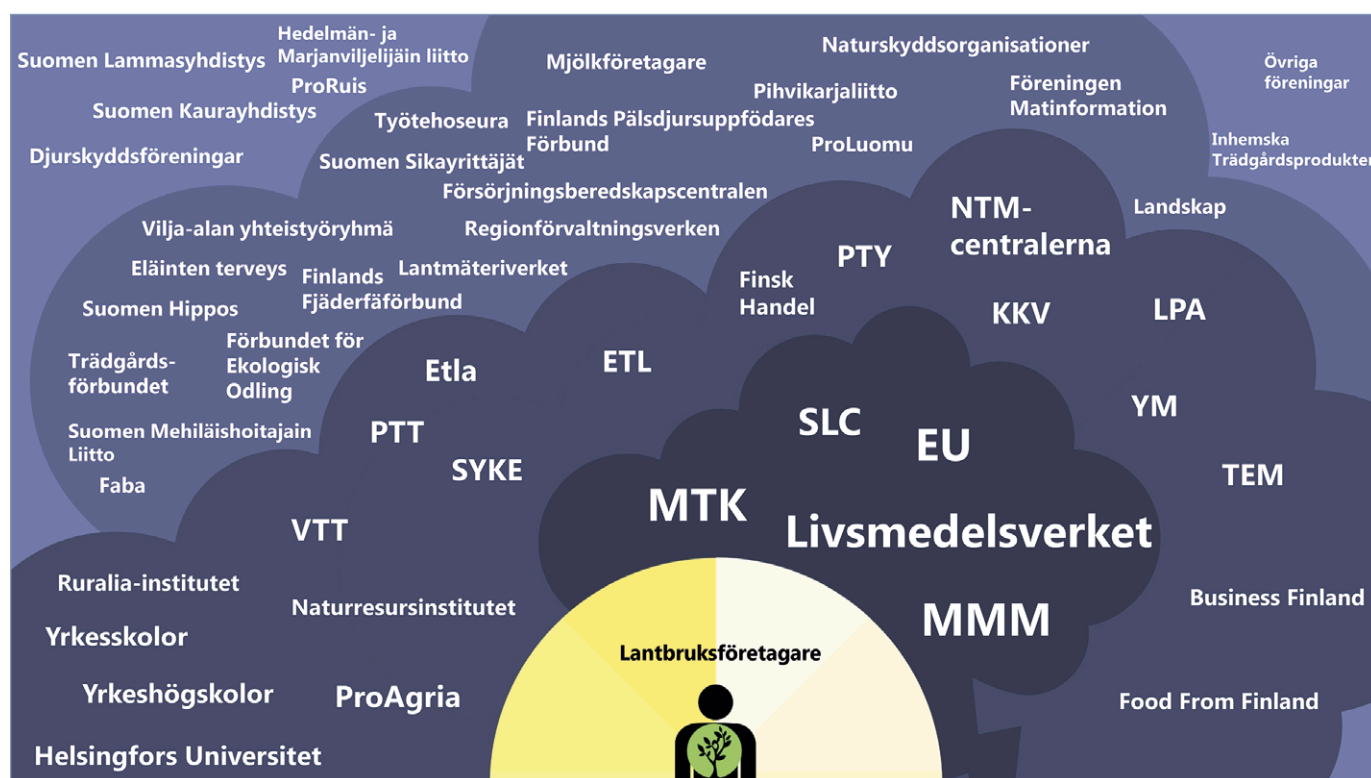 Suomen Lammasyhdistys
Hedelmän- ja
Marjanviljelijäin liitto
ProRuis
Suomen Kaurayhdistys
Djurskyddsföreningar
Mjölkföretagare
Naturskyddsorganisationer
Pihvikarjaliitto
Föreningen
Matinformation
Övriga
föreningar
Työtehoseura
Finlands Pälsdjursuppfödares
Förbund
ProLuomu
Inhemska
Trädgårdsprodukter
Suomen Sikayrittäjät
Försörjningsberedskapscentralen
Vilja-alan yhteistyöryhmä
Regionförvaltningsverken
Eläinten terveys
Finlands
Fjäderfäförbund
Lantmäteriverket
Suomen Hippos
Trädgårds-
förbundet
Förbundet för
Ekologisk
Odling
Suomen Mehiläishoitajain
Liitto
Faba
NTM-
centralerna
Landskap
PTY
Finsk
Handel
KKV
LPA
Etla
ETL
PTT
SYKE
SLC
EU
YM
TEM
VTT
MTK
Livsmedelsverket
Ruralia-institutet
Naturresursinstitutet
MMM
Business Finland
Yrkesskolor
Lantbruksföretagare
Yrkeshögskolor
ProAgria
Food From Finland
Helsingfors Universitet